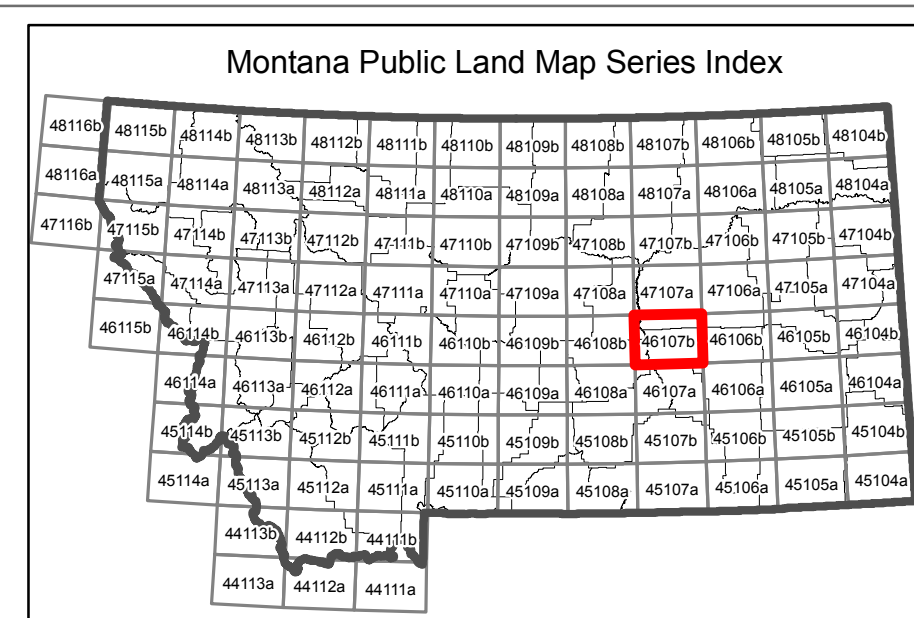 Montana Public Land Map Series Index
48116b 48115b 48114b 48113b 48112b 48111b 48110b 48109b 48108b 48107b 48106b 48105b 48104b
48116a 48115a 48114a 48113a 48112a 48111a 48110a 48109a 48108a 48107a 48106a 48105a 48104a
47116b 47115b 47114b 47113b 47112b 47111b 47110b 47109b 47108b 47107b 47106b 47105b 47104b
47115a 47114a 47113a 47112a 47111a 47110a 47109a 47108a 47107a 47106a 47105a 47104a
46115b 46114b 46113b 46112b 46111b 46110b 46109b 46108b 46107b 46106b 46105b 46104b
46114a 46113a 46112a 46111a 46110a 46109a 46108a 46107a 46106a 46105a 46104a
45114b 45113b 45112b 45111b 45110b 45109b 45108b 45107b 45106b 45105b 45104b
45114a 45113a 45112a 45111a 45110a 45109a 45108a 45107a 45106a 45105a 45104a
44113b 44112b 44111b
44113a 44112a 44111a